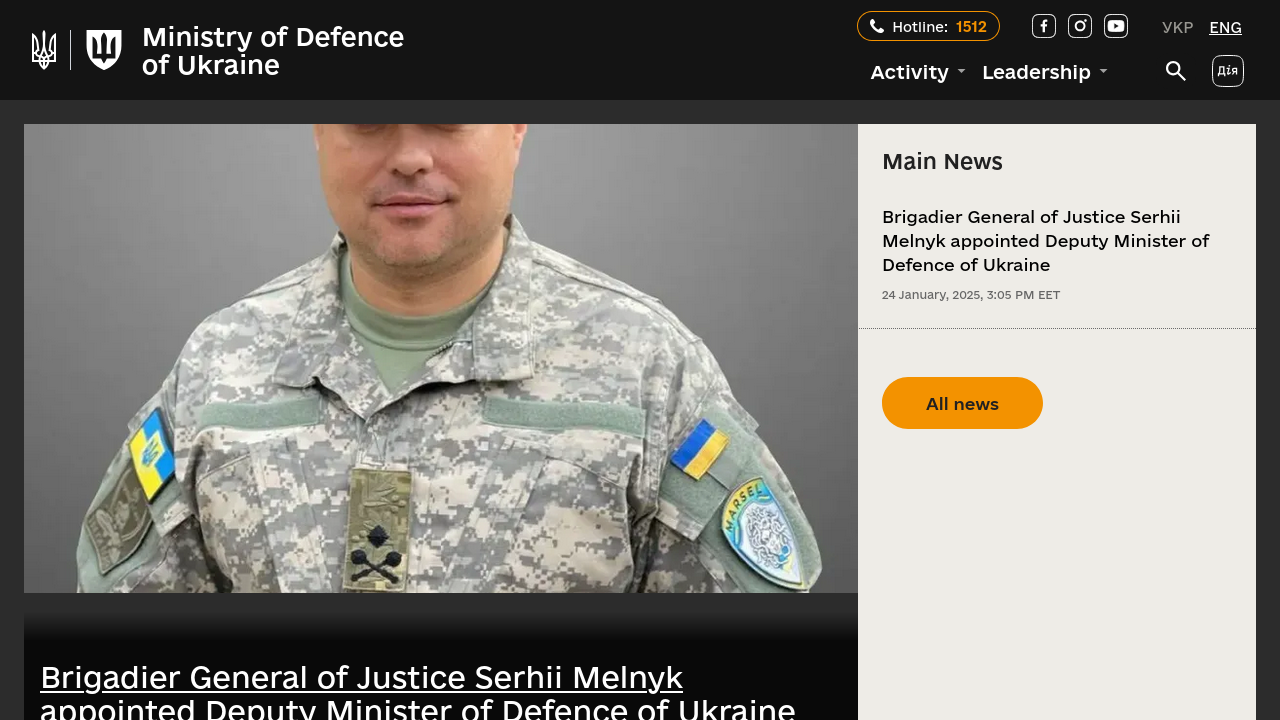 Ministry of Defence
of Ukraine
Hotline: 1512
УКР ENG
Activity
Leadership
Дія
MARSEL
Main News
Brigadier General of Justice Serhii
Melnyk appointed Deputy Minister of
Defence of Ukraine
24 January, 2025, 3:05 PM EET
All news
Brigadier General of Justice Serhii Melnyk
appointed Deputy Minister of Defence of Ukraine